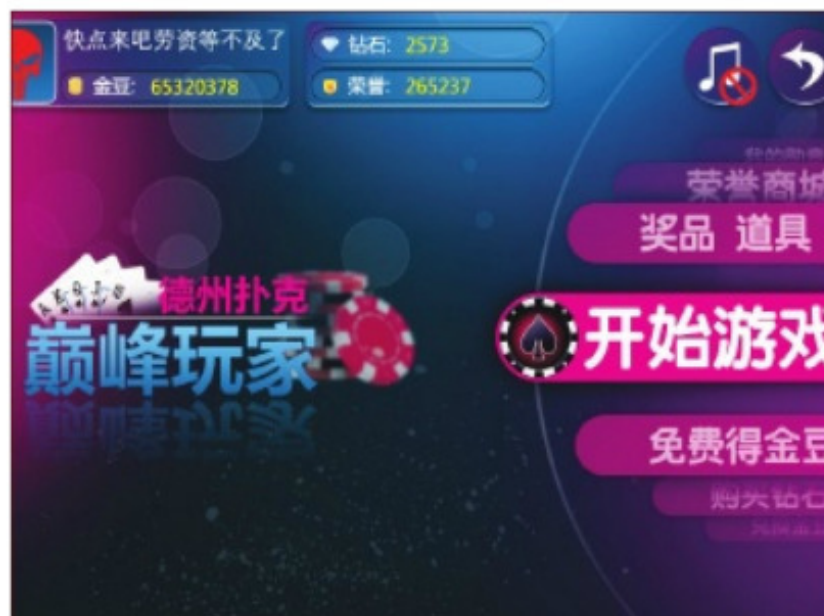 快点来吧劳资等不及了
金豆: 65320378
钻石: 2573
荣誉: 265237
荣誉商城
奖品 道具
德州扑克
巅峰玩家
开始游戏
免费得金豆
购买钻石